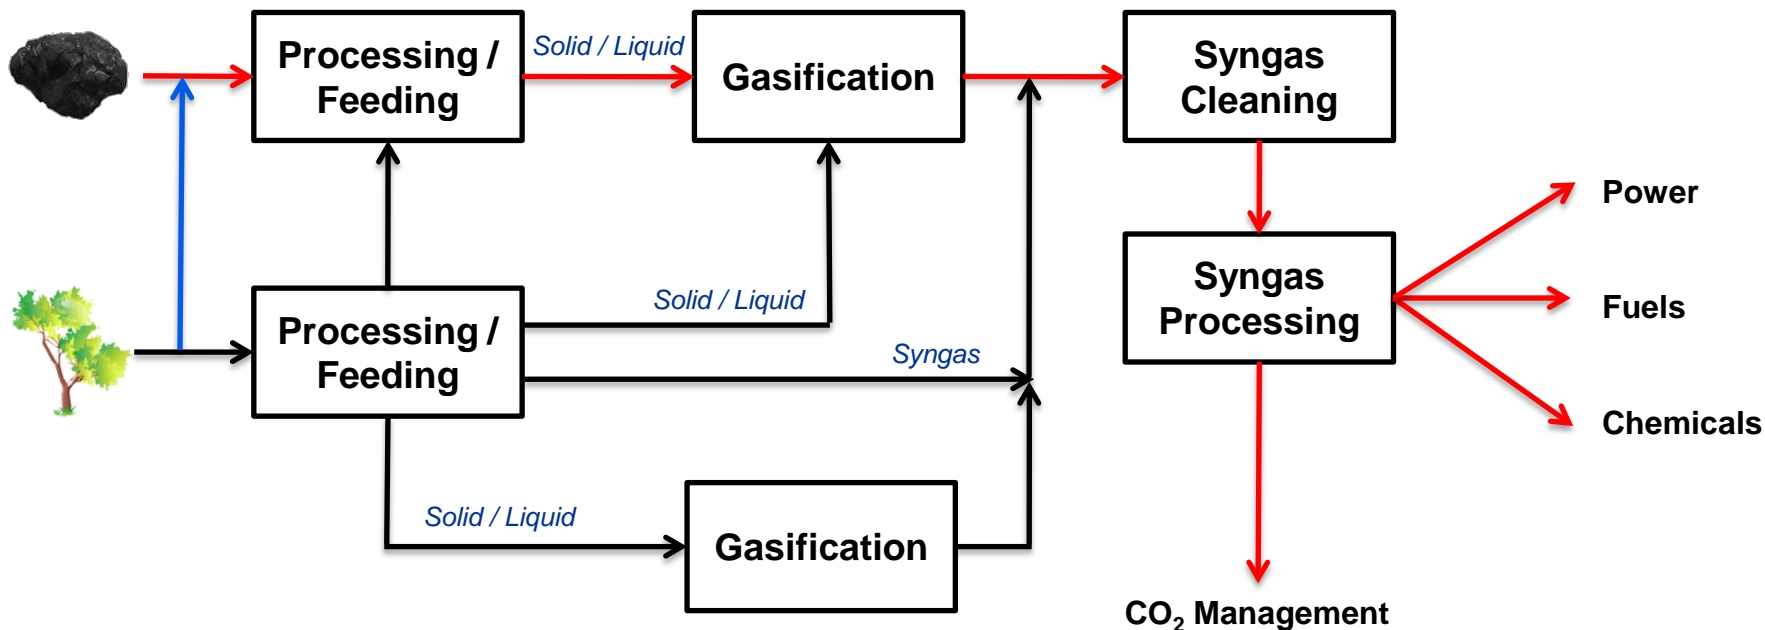 Processing /
Feeding
Solid / Liquid
Gasification
Syngas
Cleaning
Power
Processing /
Feeding
Solid / Liquid
Syngas
Syngas
Processing
Fuels
Chemicals
Solid / Liquid
Gasification
CO₂ Management